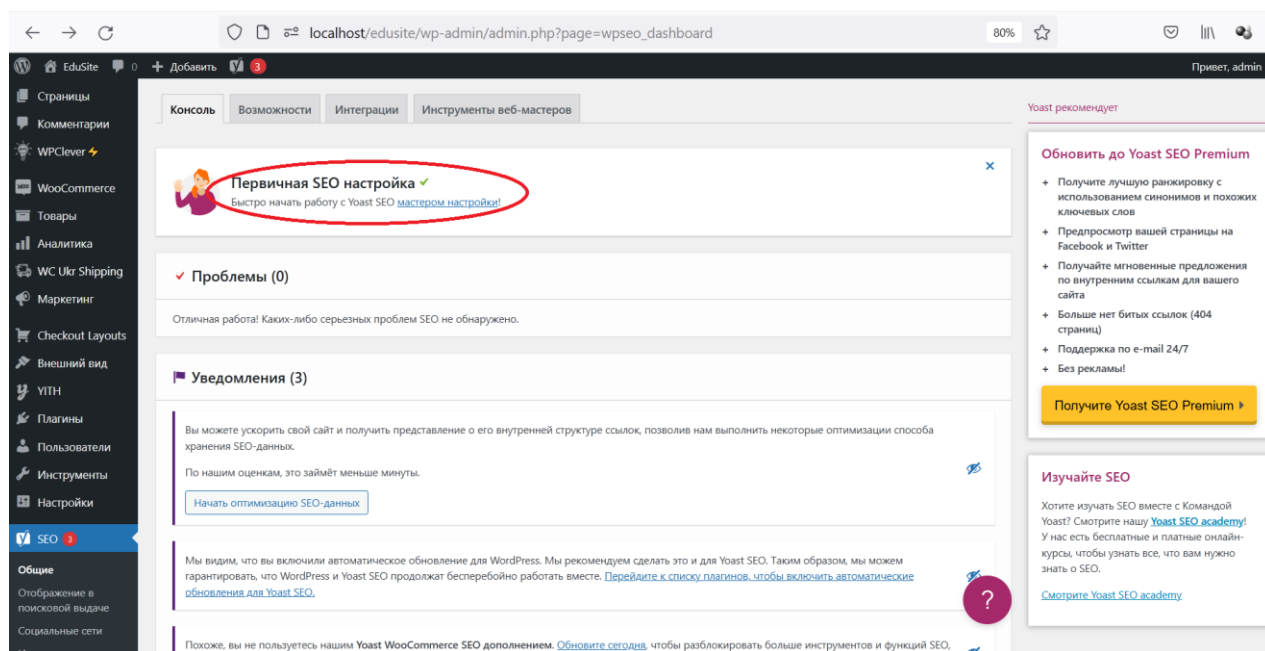 localhost/edusite/wp-admin/admin.php?page=wpseo_dashboard
80%
EduSite
0
Добавить
3
Привет, admin
Страницы
Комментарии
WPClever
WooCommerce
Товары
Аналитика
WC Ukr Shipping
Маркетинг
Checkout Layouts
Внешний вид
YITH
Плагины
Пользователи
Инструменты
Настройки
SEO 3
Общие
Отображение в
поисковой выдаче
Социальные сети
Консоль
Возможности
Интеграции
Инструменты веб-мастеров
Первичная SEO настройка
Быстро начать работу с Yoast SEO мастером настройки!
Проблемы (0)
Отличная работа! Каких-либо серьезных проблем SEO не обнаружено.
Уведомления (3)
Вы можете ускорить свой сайт и получить представление о его внутренней структуре ссылок, позволив нам выполнить некоторые оптимизации способа
хранения SEO-данных.
По нашим оценкам, это займёт меньше минуты.
Начать оптимизацию SEO-данных
Мы видим, что вы включили автоматическое обновление для WordPress. Мы рекомендуем сделать это и для Yoast SEO. Таким образом, мы можем
гарантировать, что WordPress и Yoast SEO продолжат бесперебойно работать вместе. Перейдите к списку плагинов, чтобы включить автоматические
обновления для Yoast SEO.
?
Похоже, вы не пользуетесь нашим Yoast WooCommerce SEO дополнением. Обновите сегодня, чтобы разблокировать больше инструментов и функций SEO,
Yoast рекомендует
Обновить до Yoast SEO Premium
+ Получите лучшую ранжировку с
использованием синонимов и похожих
ключевых слов
+ Предпросмотр вашей страницы на
Facebook и Twitter
+ Получайте мгновенные предложения
по внутренним ссылкам для вашего
сайта
+ Больше нет битых ссылок (404
страниц)
+ Поддержка по e-mail 24/7
+ Без рекламы!
Получите Yoast SEO Premium
Изучайте SEO
Хотите изучать SEO вместе с Командой
Yoast? Смотрите нашу Yoast SEO academy!
У нас есть бесплатные и платные онлайн-
курсы, чтобы узнать все, что вам нужно
знать о SEO.
Смотрите Yoast SEO academy